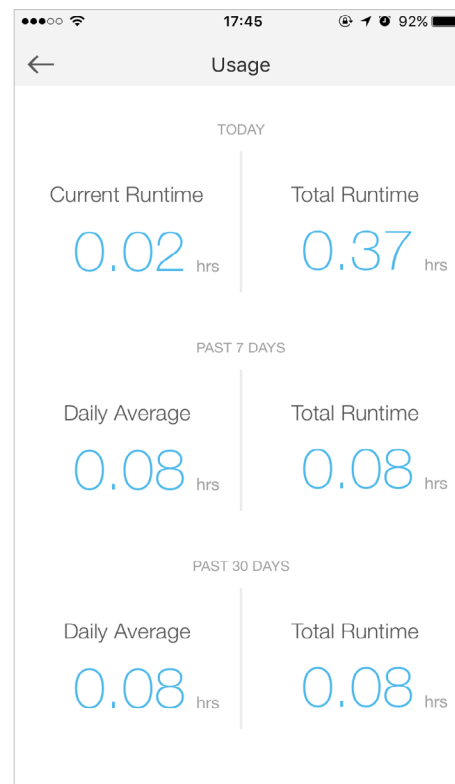 17:45 92%
Usage
TODAY
Current Runtime Total Runtime
0.02 hrs 0.37 hrs
PAST 7 DAYS
Daily Average Total Runtime
0.08 hrs 0.08 hrs
PAST 30 DAYS
Daily Average Total Runtime
0.08 hrs 0.08 hrs